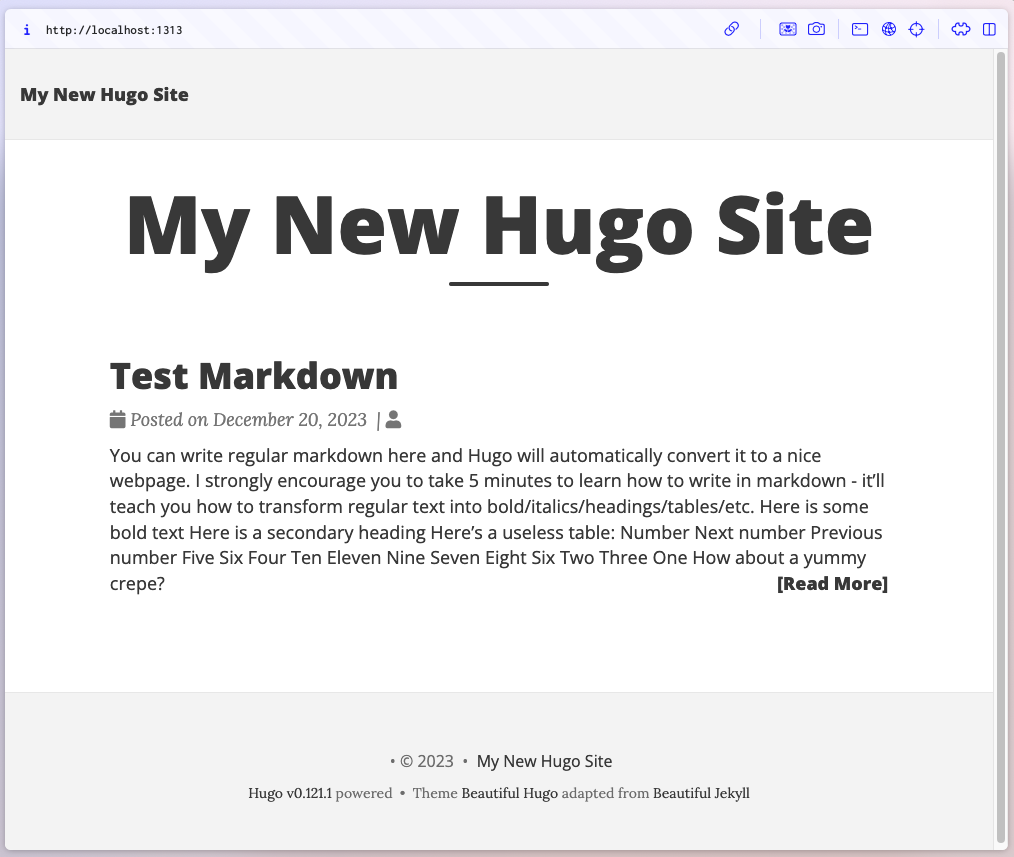 http://localhost:1313
My New Hugo Site
My New Hugo Site
Test Markdown
Posted on December 20, 2023 |
You can write regular markdown here and Hugo will automatically convert it to a nice
webpage. I strongly encourage you to take 5 minutes to learn how to write in markdown - it’ll
teach you how to transform regular text into bold/italics/headings/tables/etc. Here is some
bold text Here is a secondary heading Here’s a useless table: Number Next number Previous
number Five Six Four Ten Eleven Nine Seven Eight Six Two Three One How about a yummy
crepe? [Read More]
• © 2023 • My New Hugo Site
Hugo v0.121.1 powered • Theme Beautiful Hugo adapted from Beautiful Jekyll